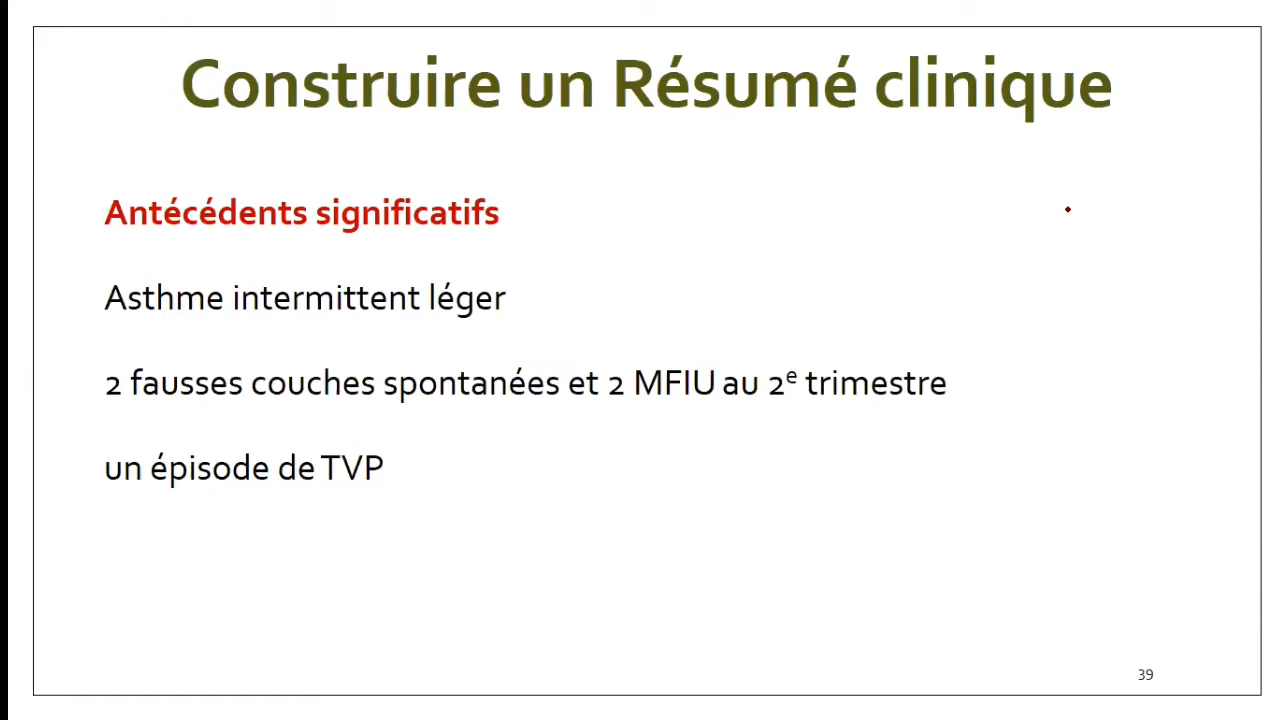 Construire un Résumé clinique
Antécédents significatifs
Asthme intermittent léger
2 fausses couches spontanées et 2 MFIU au 2e trimestre
un épisode de TVP
39